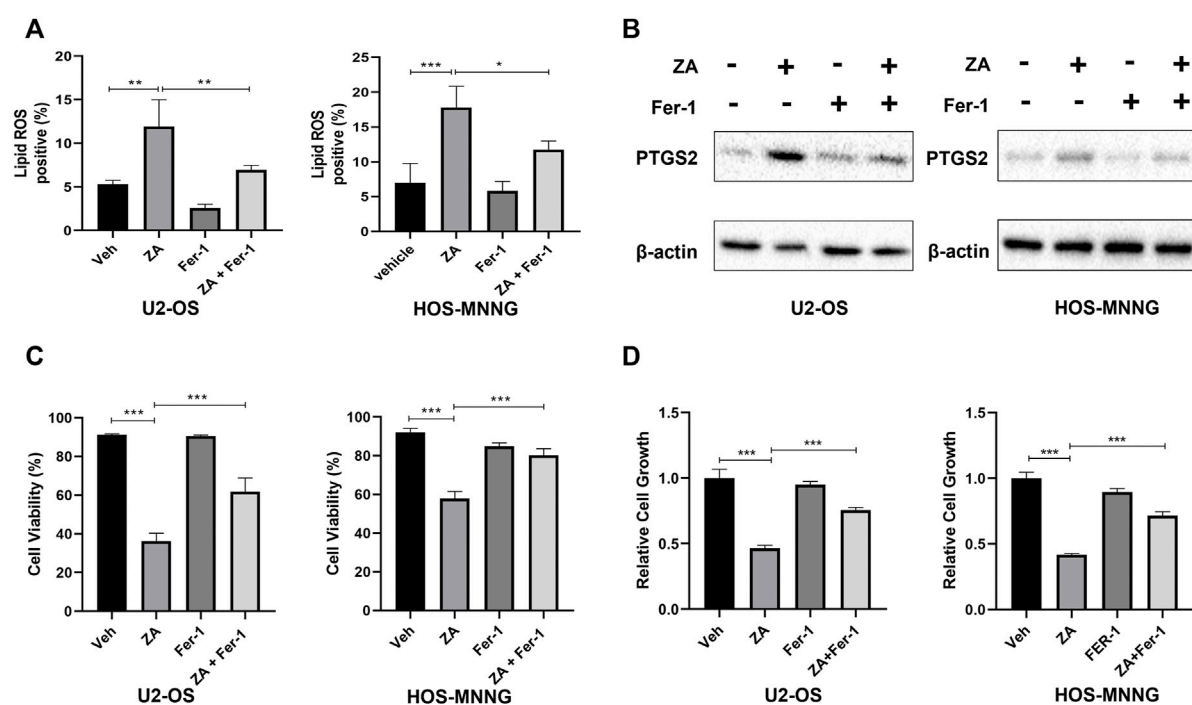 A
Lipid ROS
positive (%)
20
15
10
5
0
** **
Veh ZA Fer-1 ZA + Fer-1
U2-OS
Lipid ROS
positive (%)
25
20
15
10
5
0
*** *
vehicle ZA Fer-1 ZA + Fer-1
HOS-MNNG
B
ZA - + - +
Fer-1 - - + +
PTGS2
β-actin
U2-OS
ZA - + - +
Fer-1 - - + +
PTGS2
β-actin
HOS-MNNG
C
Cell Viability (%)
100
80
60
40
20
0
*** ***
Veh ZA Fer-1 ZA + Fer-1
U2-OS
Cell Viability (%)
100
80
60
40
20
0
*** ***
Veh ZA Fer-1 ZA + Fer-1
HOS-MNNG
D
Relative Cell Growth
1.5
1.0
0.5
0.0
*** ***
Veh ZA Fer-1 ZA+Fer-1
U2-OS
Relative Cell Growth
1.5
1.0
0.5
0.0
*** ***
Veh ZA FER-1 ZA+Fer-1
HOS-MNNG